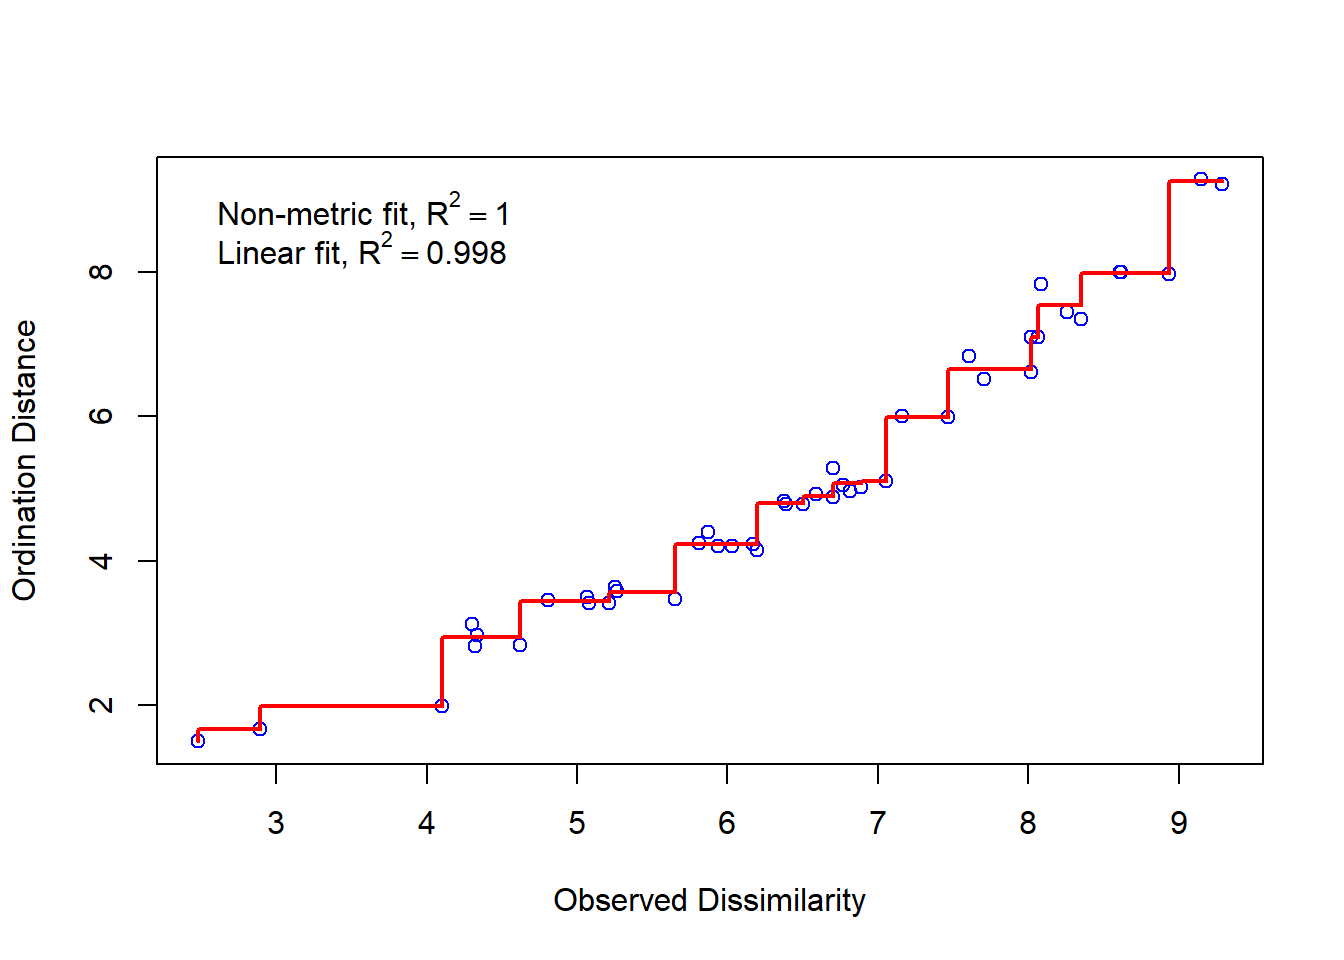 Non-metric fit, R² = 1
Linear fit, R² = 0.998
Ordination Distance
8
6
4
2
3 4 5 6 7 8 9
Observed Dissimilarity